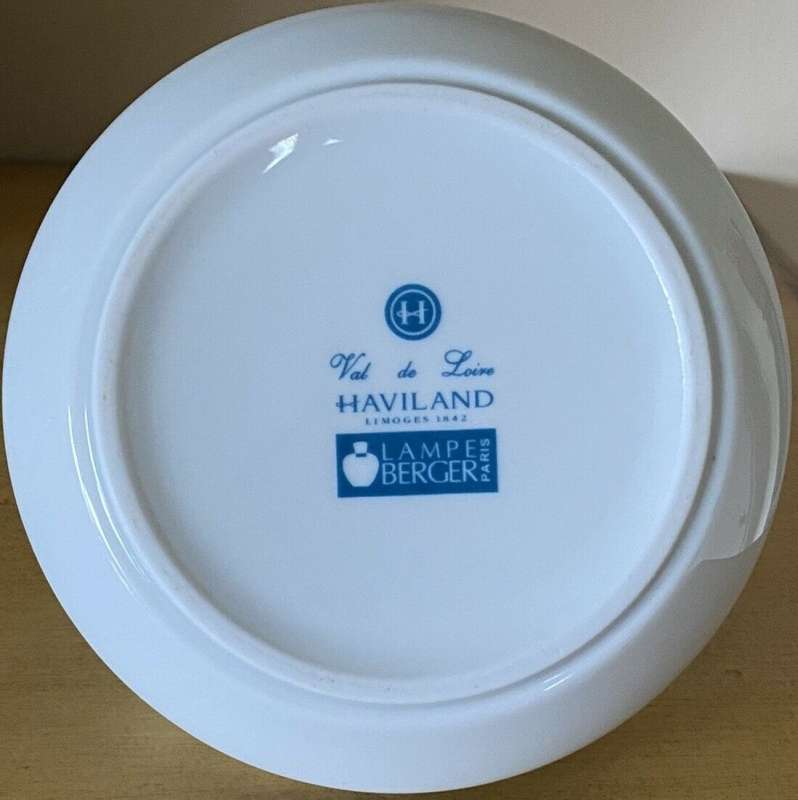 H
Val de Loire
HAVILAND
LIMOGES 1842
LAMPE
BERGER
PARIS